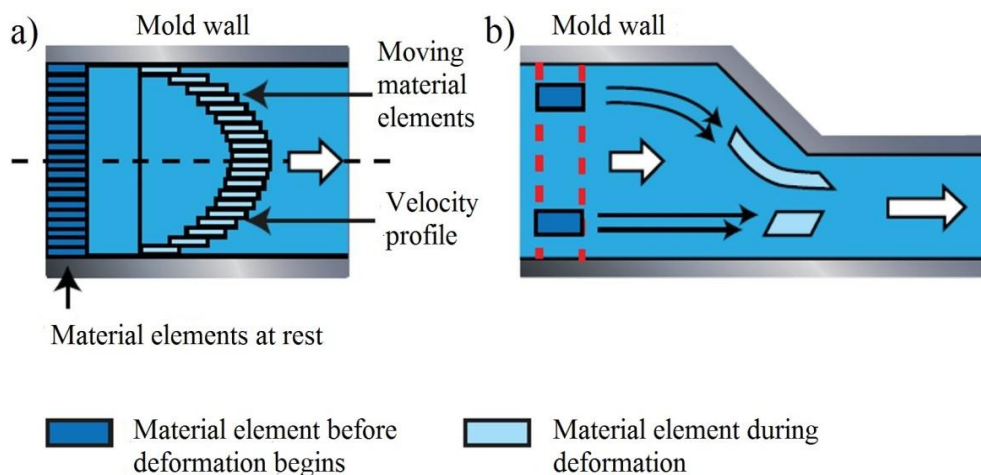 a)
Mold wall
Moving
material
elements
Velocity
profile
Material elements at rest
b)
Mold wall
Material element before
deformation begins
Material element during
deformation